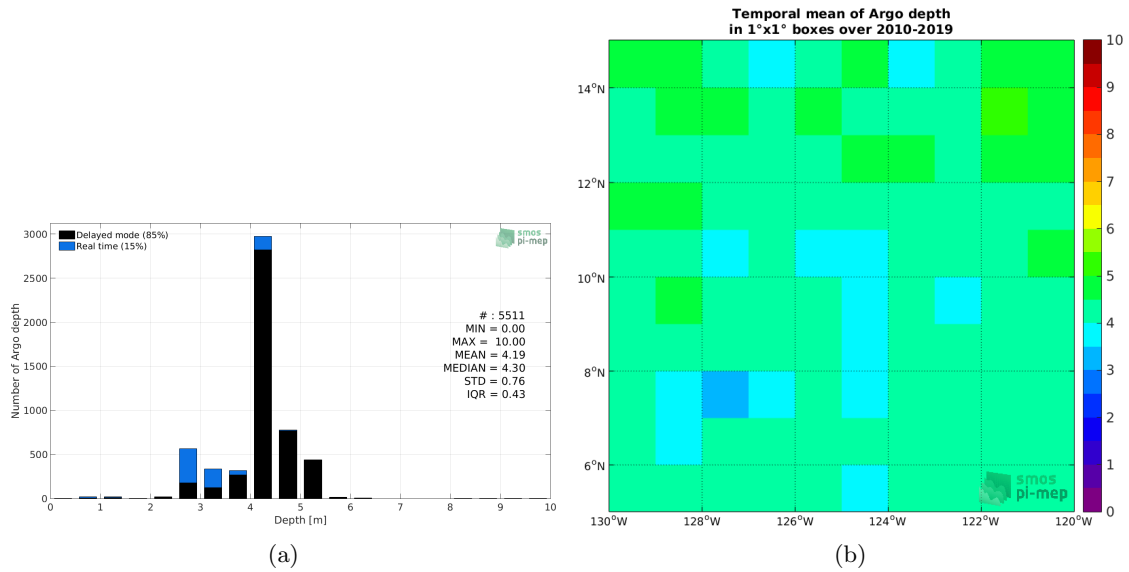 Delayed mode (85%)
Real time (15%)
smos
pi-mep
3000
2500
2000
1500
1000
500
0
Number of Argo depth
# : 5511
MIN = 0.00
MAX = 10.00
MEAN = 4.19
MEDIAN = 4.30
STD = 0.76
IQR = 0.43
0 1 2 3 4 5 6 7 8 9 10
Depth [m]
(a)
Temporal mean of Argo depth
in 1°x1° boxes over 2010-2019
14°N
12°N
10°N
8°N
6°N
130°W 128°W 126°W 124°W 122°W 120°W
smos
pi-mep
10
9
8
7
6
5
4
3
2
1
0
(b)